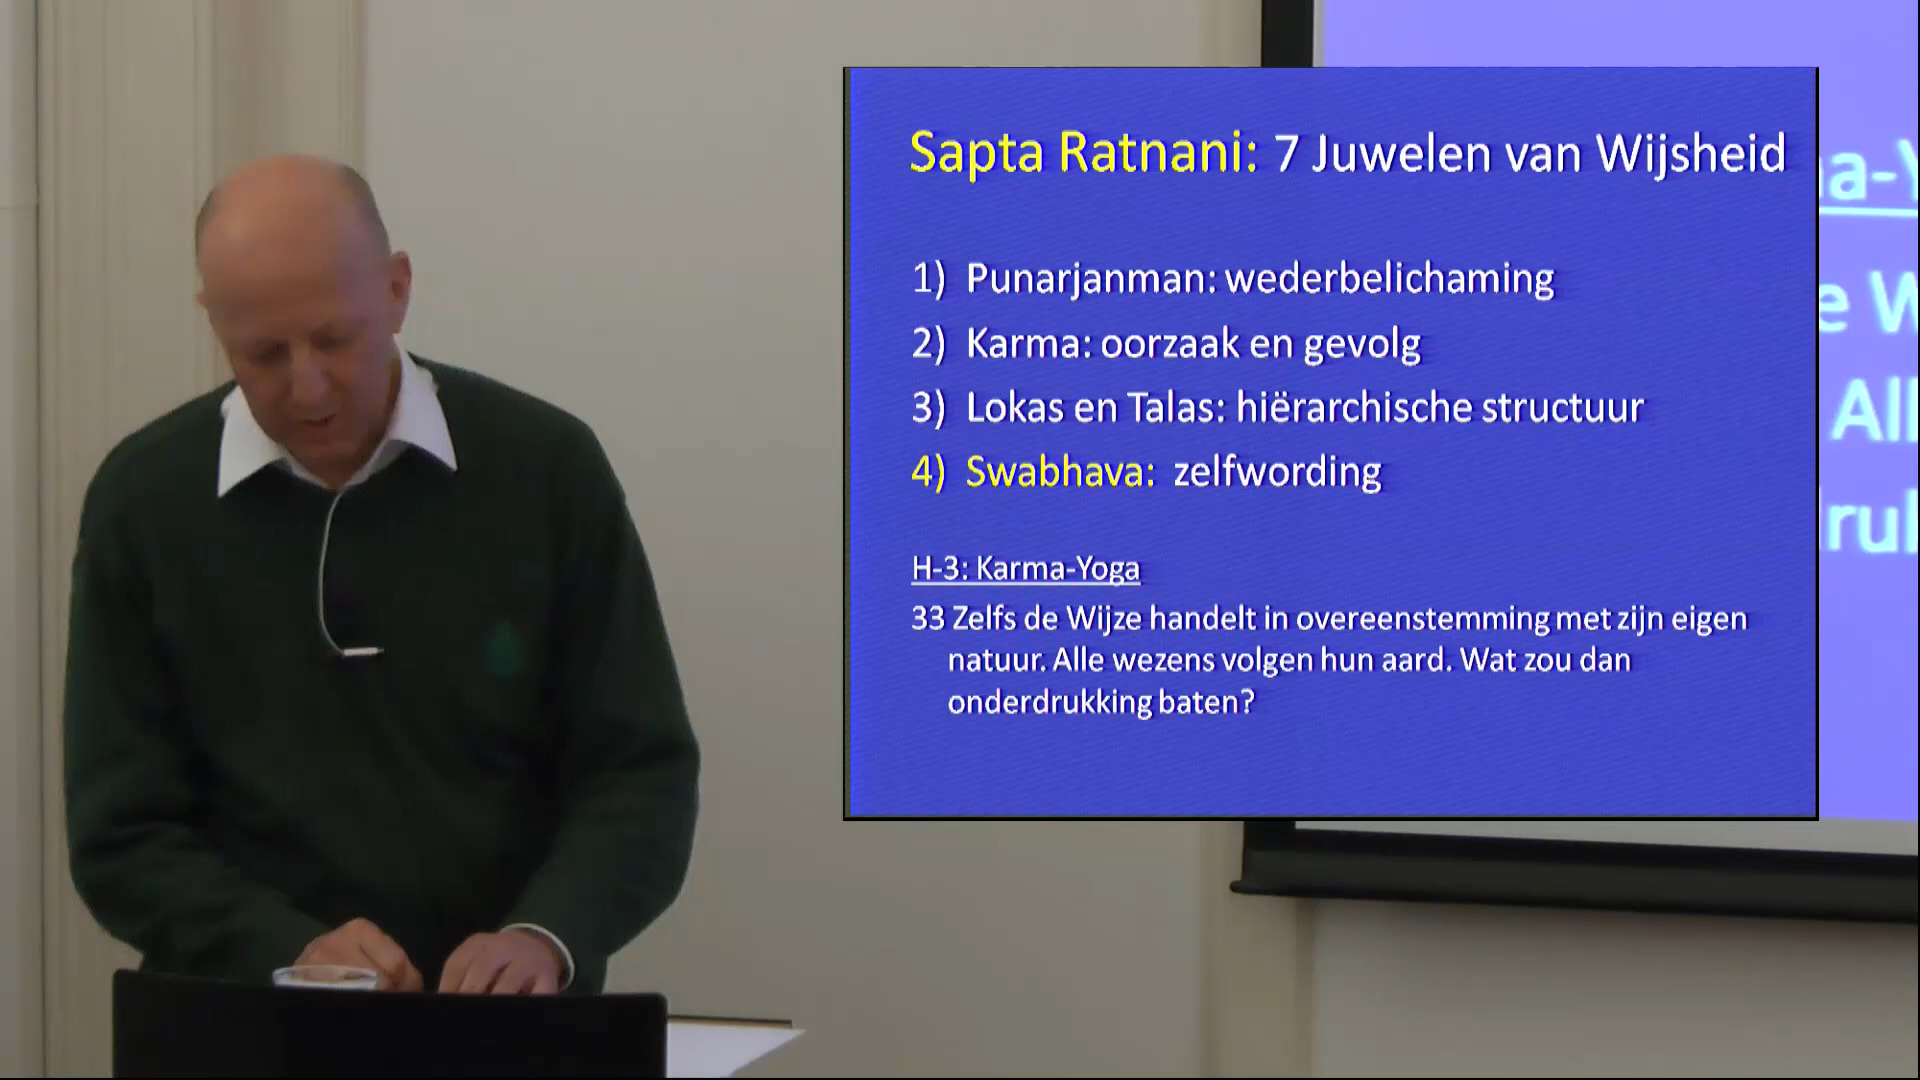 Sapta Ratnani: 7 Juwelen van Wijsheid
1) Punarjanman: wederbelichaming
2) Karma: oorzaak en gevolg
3) Lokas en Talas: hiërarchische structuur
4) Swabhava: zelfwording
H-3: Karma-Yoga
33 Zelfs de Wijze handelt in overeenstemming met zijn eigen
natuur. Alle wezens volgen hun aard. Wat zou dan
onderdrukking baten?